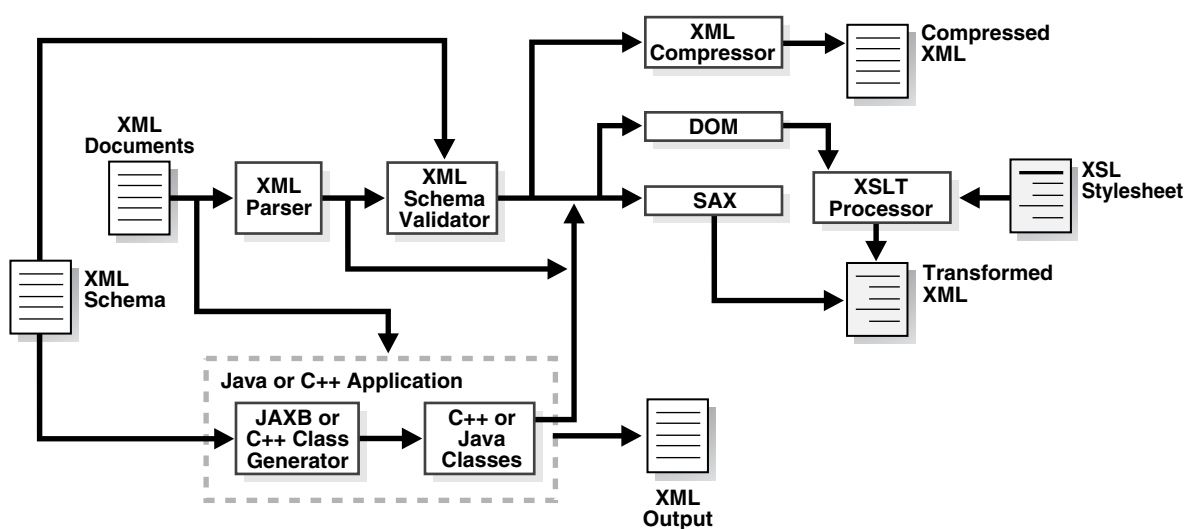 XML
Compressor
Compressed
XML
XML
Documents
DOM
XML
Parser
XML
Schema
Validator
SAX
XSLT
Processor
XSL
Stylesheet
XML
Schema
Transformed
XML
Java or C++ Application
JAXB or
C++ Class
Generator
C++ or
Java
Classes
XML
Output